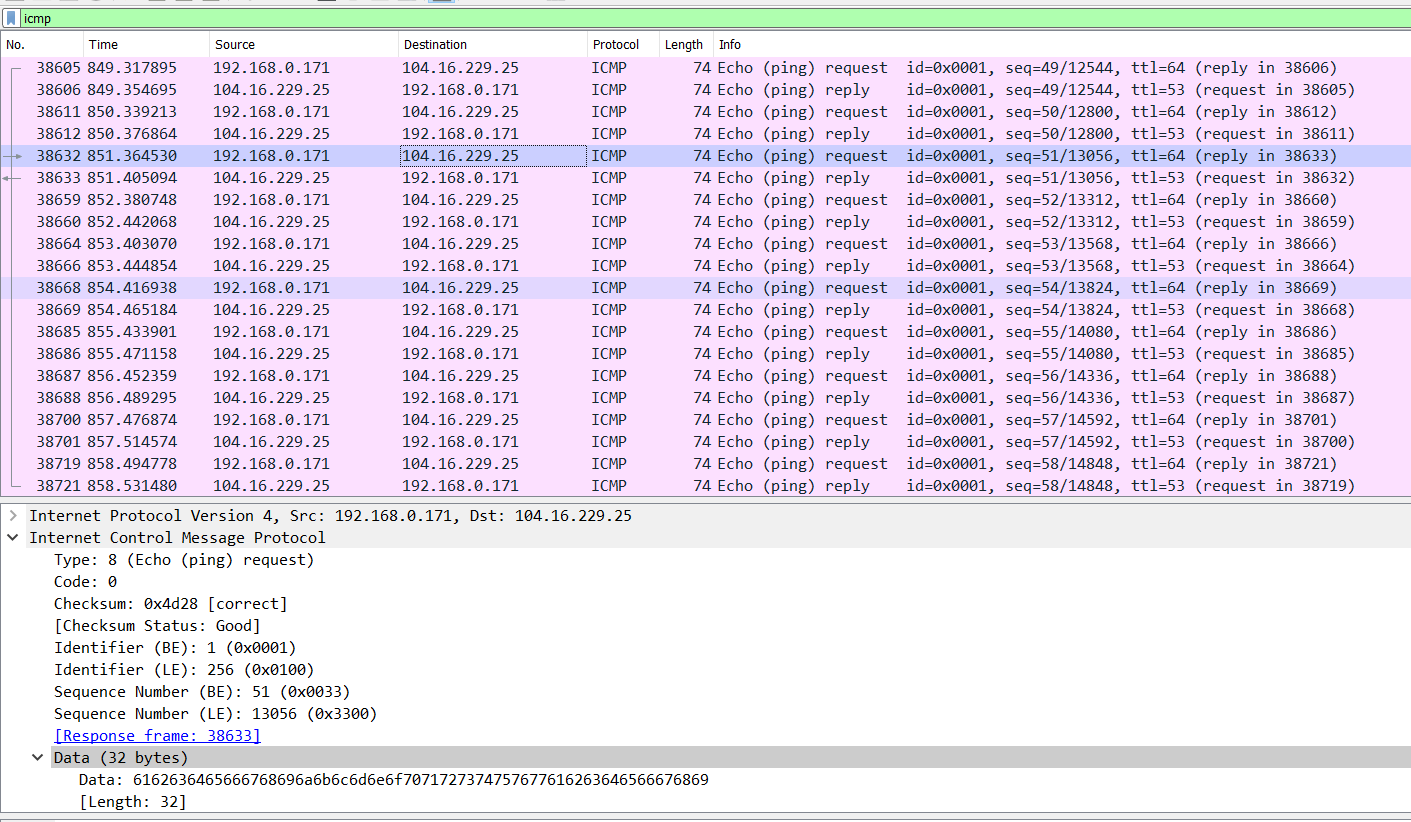 icmp
No. Time Source Destination Protocol Length Info
38605 849.317895 192.168.0.171 104.16.229.25 ICMP 74 Echo (ping) request id=0x0001, seq=49/12544, ttl=64 (reply in 38606)
38606 849.354695 104.16.229.25 192.168.0.171 ICMP 74 Echo (ping) reply id=0x0001, seq=49/12544, ttl=53 (request in 38605)
38611 850.339213 192.168.0.171 104.16.229.25 ICMP 74 Echo (ping) request id=0x0001, seq=50/12800, ttl=64 (reply in 38612)
38612 850.376864 104.16.229.25 192.168.0.171 ICMP 74 Echo (ping) reply id=0x0001, seq=50/12800, ttl=53 (request in 38611)
38632 851.364530 192.168.0.171 104.16.229.25 ICMP 74 Echo (ping) request id=0x0001, seq=51/13056, ttl=64 (reply in 38633)
38633 851.405094 104.16.229.25 192.168.0.171 ICMP 74 Echo (ping) reply id=0x0001, seq=51/13056, ttl=53 (request in 38632)
38659 852.380748 192.168.0.171 104.16.229.25 ICMP 74 Echo (ping) request id=0x0001, seq=52/13312, ttl=64 (reply in 38660)
38660 852.442068 104.16.229.25 192.168.0.171 ICMP 74 Echo (ping) reply id=0x0001, seq=52/13312, ttl=53 (request in 38659)
38664 853.403070 192.168.0.171 104.16.229.25 ICMP 74 Echo (ping) request id=0x0001, seq=53/13568, ttl=64 (reply in 38666)
38666 853.444854 104.16.229.25 192.168.0.171 ICMP 74 Echo (ping) reply id=0x0001, seq=53/13568, ttl=53 (request in 38664)
38668 854.416938 192.168.0.171 104.16.229.25 ICMP 74 Echo (ping) request id=0x0001, seq=54/13824, ttl=64 (reply in 38669)
38669 854.465184 104.16.229.25 192.168.0.171 ICMP 74 Echo (ping) reply id=0x0001, seq=54/13824, ttl=53 (request in 38668)
38685 855.433901 192.168.0.171 104.16.229.25 ICMP 74 Echo (ping) request id=0x0001, seq=55/14080, ttl=64 (reply in 38686)
38686 855.471158 104.16.229.25 192.168.0.171 ICMP 74 Echo (ping) reply id=0x0001, seq=55/14080, ttl=53 (request in 38685)
38687 856.452359 192.168.0.171 104.16.229.25 ICMP 74 Echo (ping) request id=0x0001, seq=56/14336, ttl=64 (reply in 38688)
38688 856.489295 104.16.229.25 192.168.0.171 ICMP 74 Echo (ping) reply id=0x0001, seq=56/14336, ttl=53 (request in 38687)
38700 857.476874 192.168.0.171 104.16.229.25 ICMP 74 Echo (ping) request id=0x0001, seq=57/14592, ttl=64 (reply in 38701)
38701 857.514574 104.16.229.25 192.168.0.171 ICMP 74 Echo (ping) reply id=0x0001, seq=57/14592, ttl=53 (request in 38700)
38719 858.494778 192.168.0.171 104.16.229.25 ICMP 74 Echo (ping) request id=0x0001, seq=58/14848, ttl=64 (reply in 38721)
38721 858.531480 104.16.229.25 192.168.0.171 ICMP 74 Echo (ping) reply id=0x0001, seq=58/14848, ttl=53 (request in 38719)
Internet Protocol Version 4, Src: 192.168.0.171, Dst: 104.16.229.25
Internet Control Message Protocol
Type: 8 (Echo (ping) request)
Code: 0
Checksum: 0x4d28 [correct]
[Checksum Status: Good]
Identifier (BE): 1 (0x0001)
Identifier (LE): 256 (0x0100)
Sequence Number (BE): 51 (0x0033)
Sequence Number (LE): 13056 (0x3300)
[Response frame: 38633]
Data (32 bytes)
Data: 6162636465666768696a6b6c6d6e6f7071727374757677616263646566676869
[Length: 32]